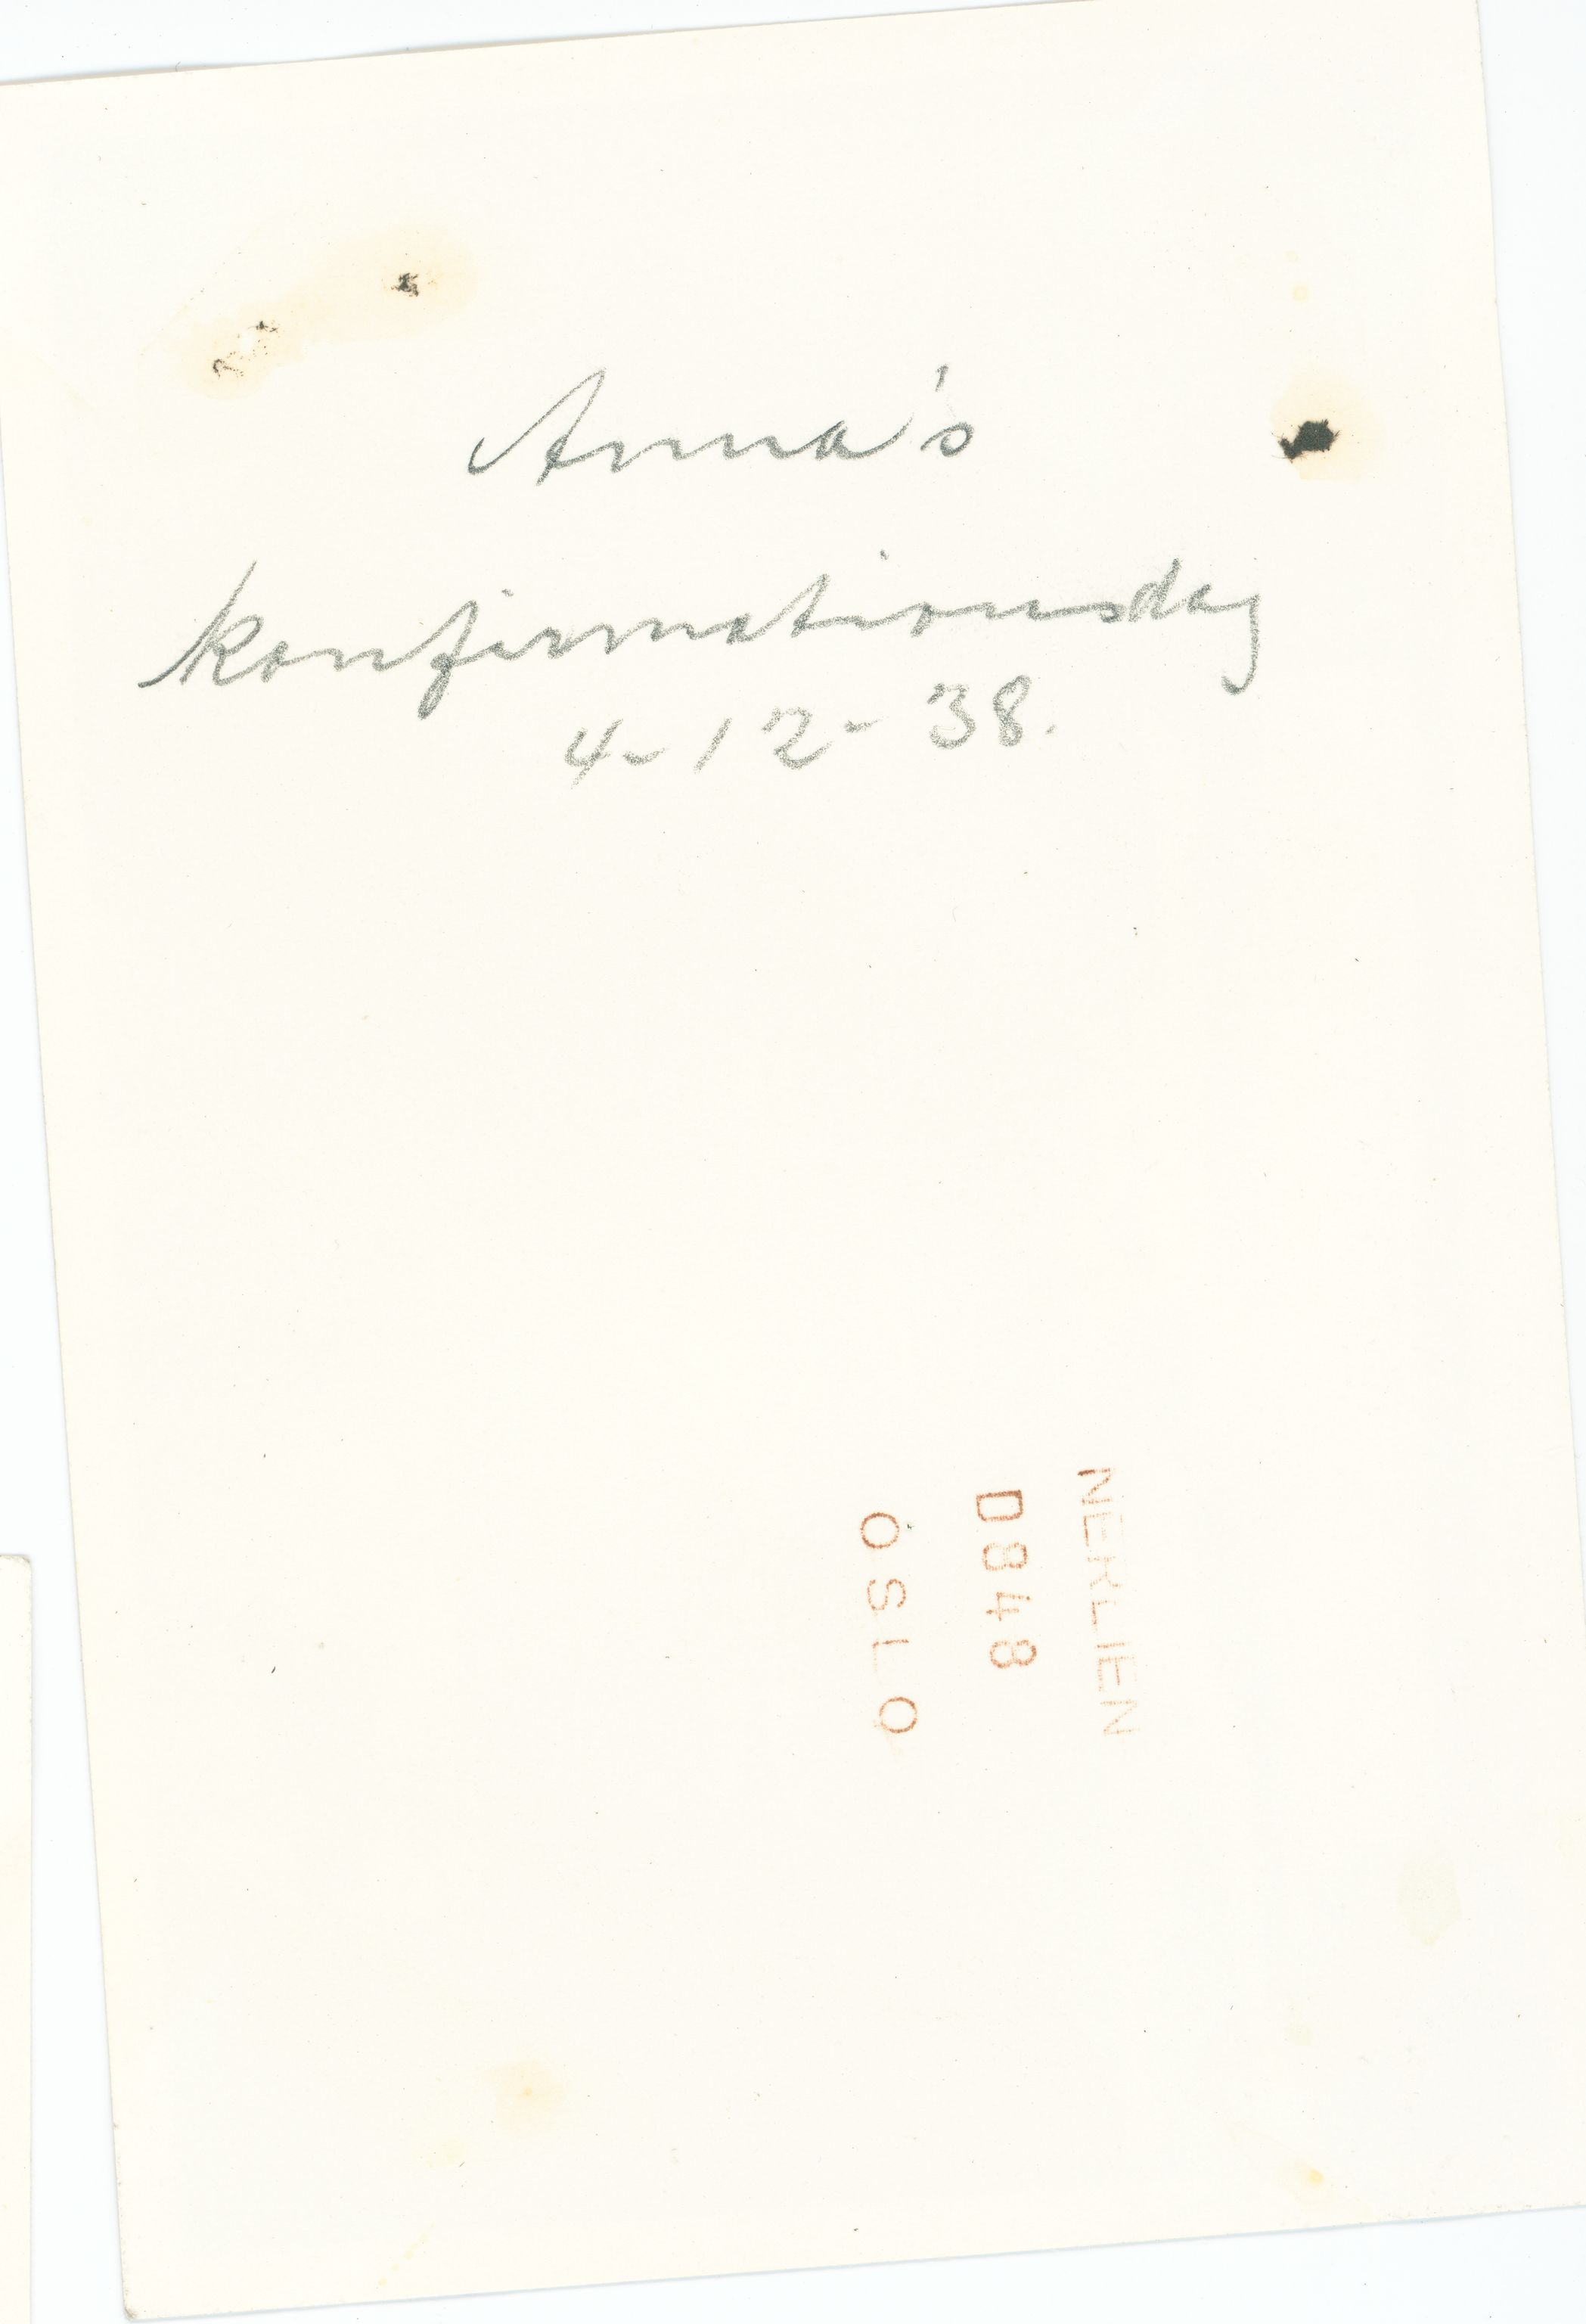 Anna's
konfirmationsdag
4-12-38.
NERLIEN
D848
OSLO